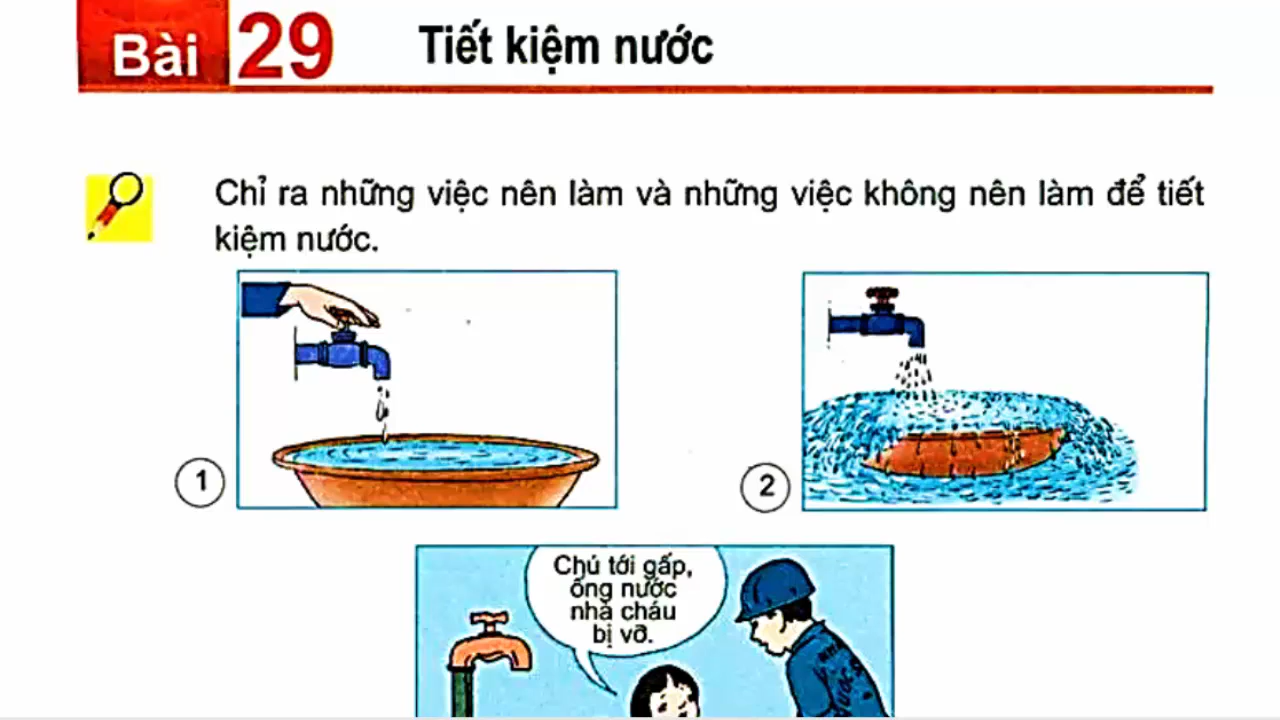 Bài 29 Tiết kiệm nước
Chỉ ra những việc nên làm và những việc không nên làm để tiết
kiệm nước.
1
2
Chú tới gấp,
ống nước
nhà cháu
bị vỡ.